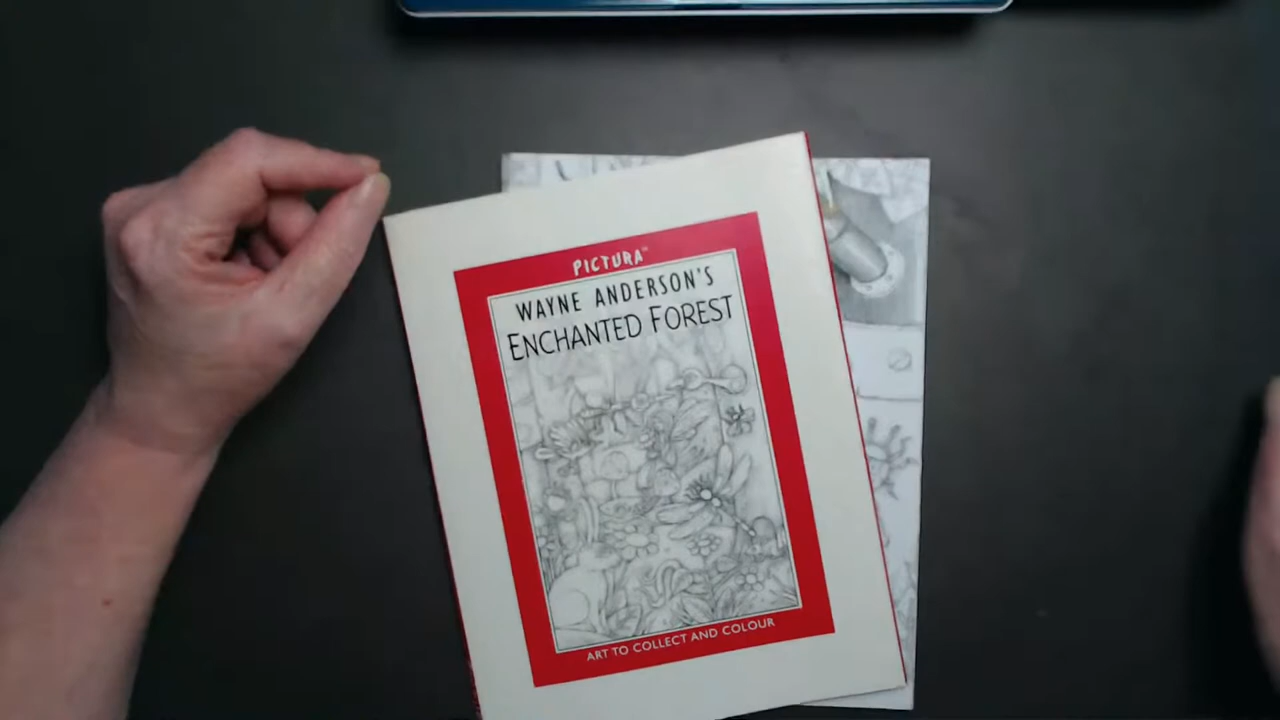 PICTURA™
WAYNE ANDERSON'S
ENCHANTED FOREST
ART TO COLLECT AND COLOUR